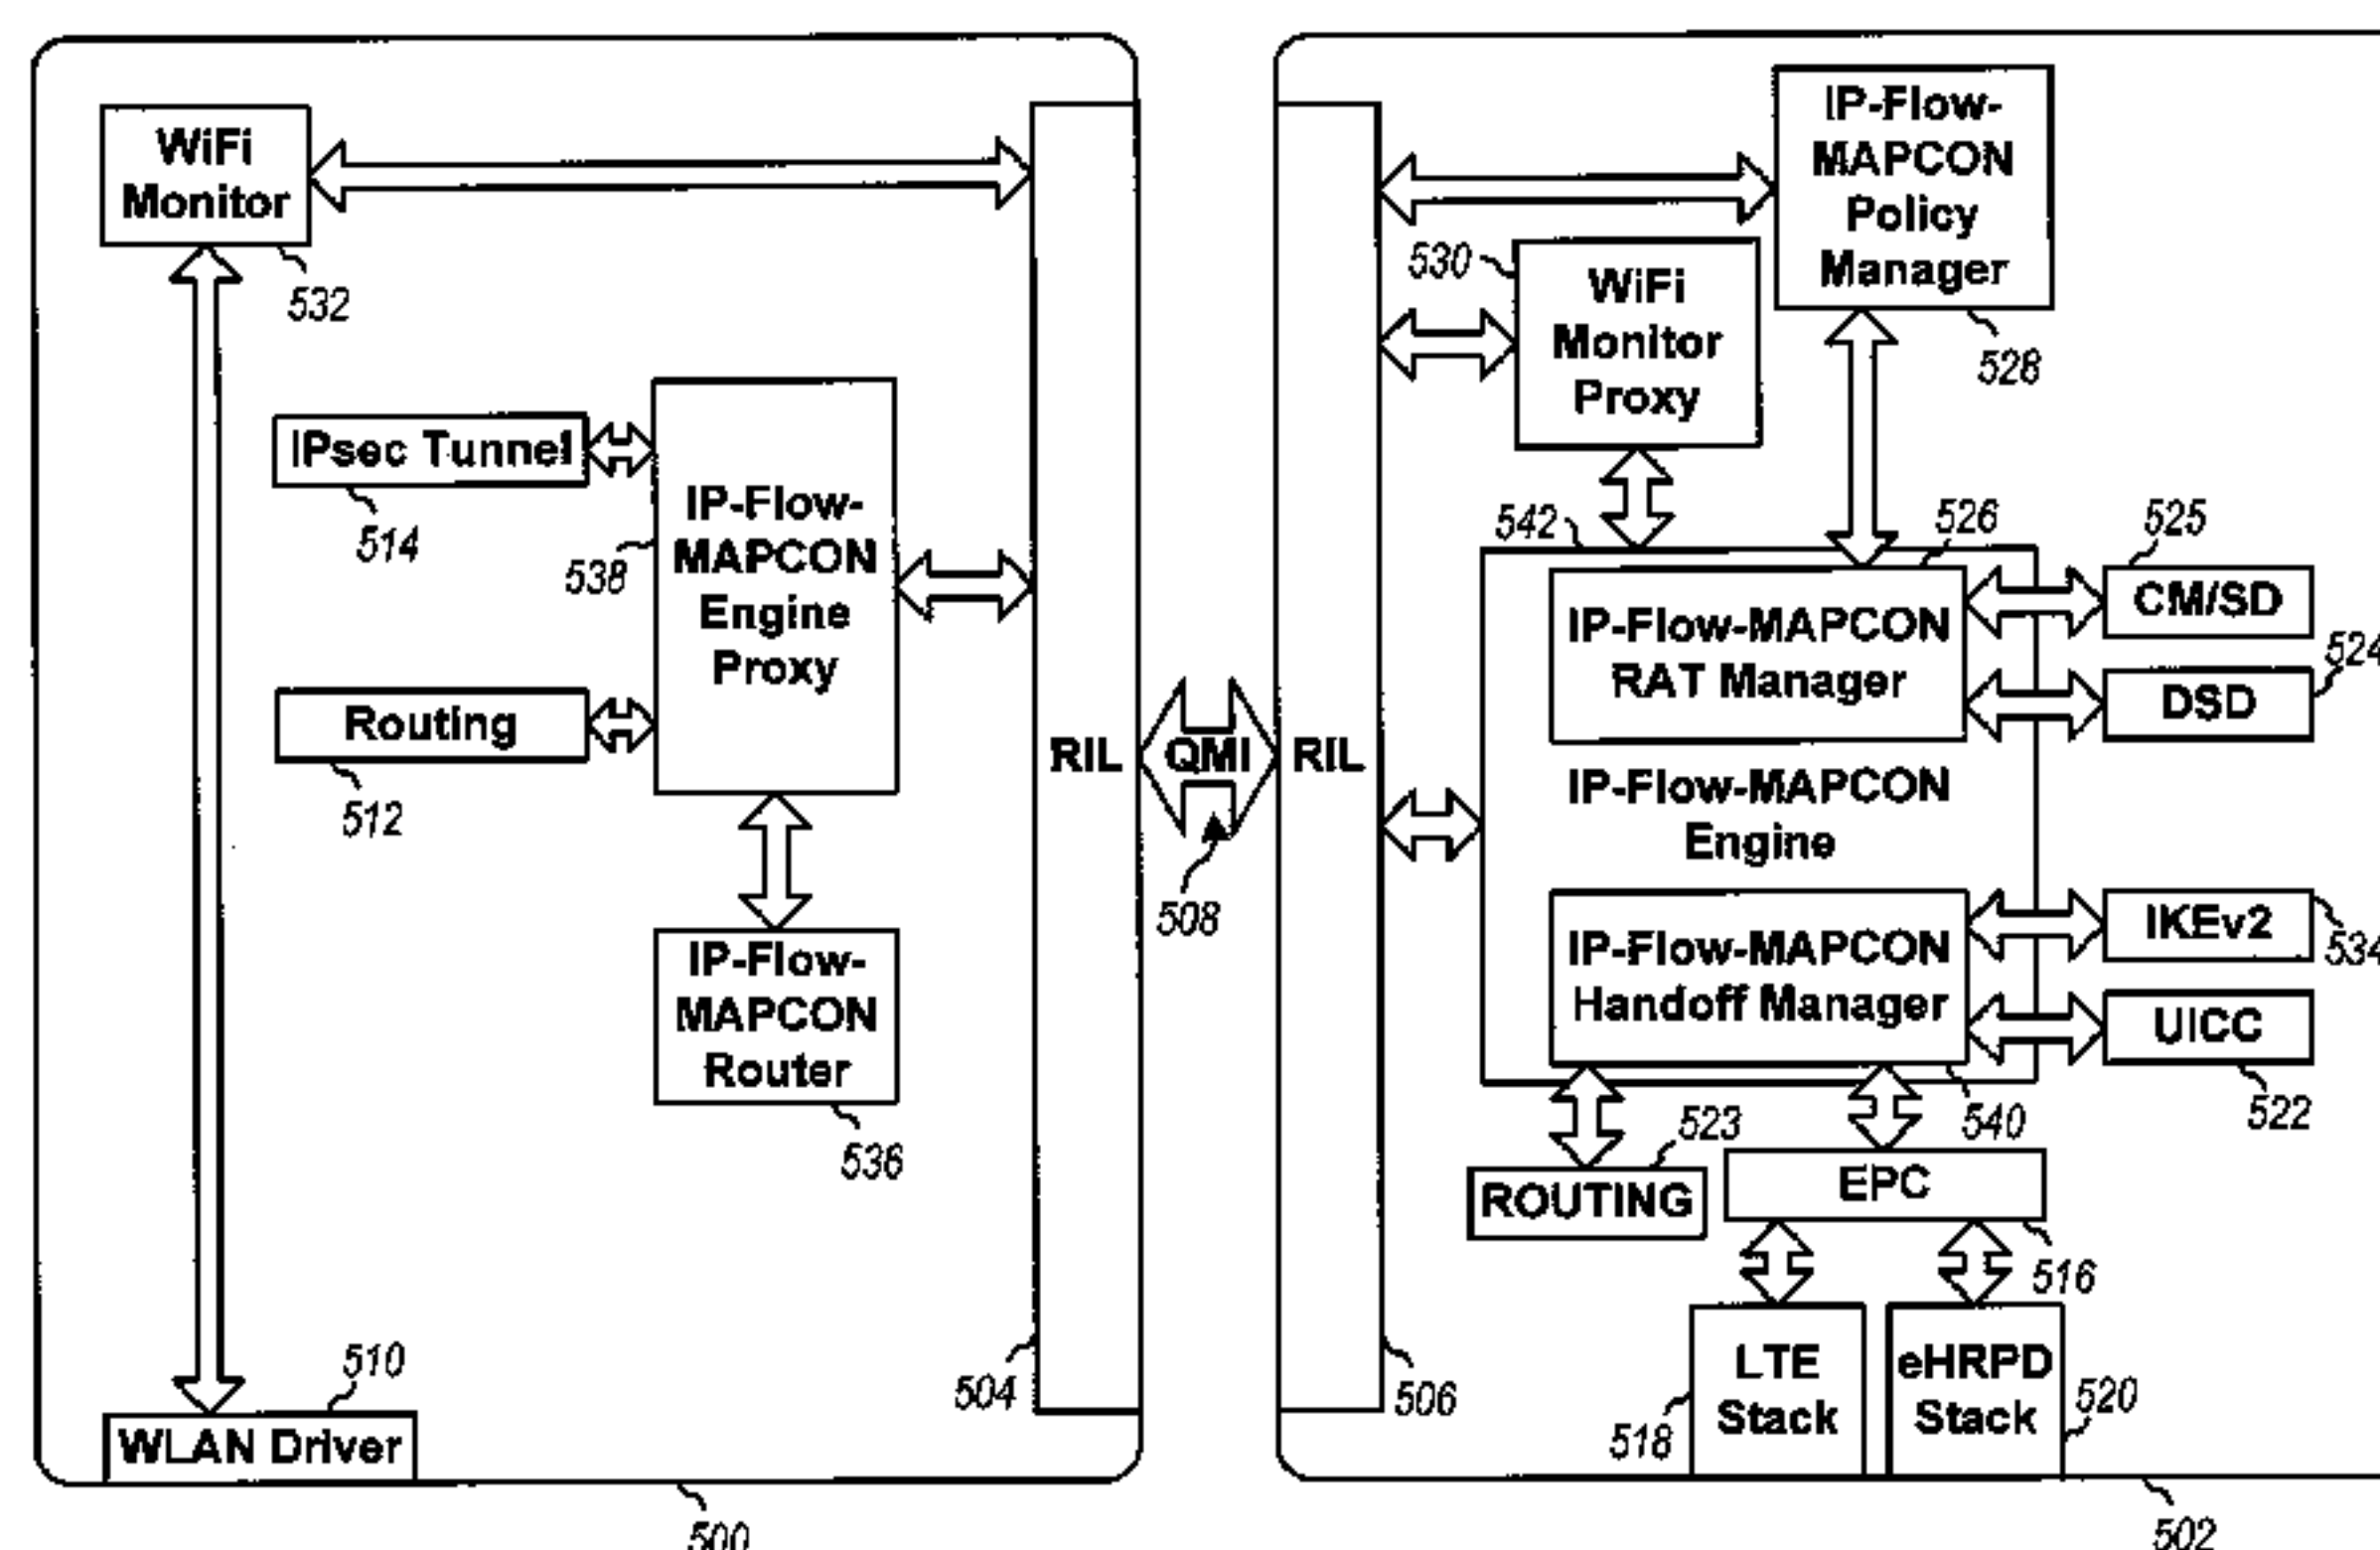 WiFi
Monitor
532
IPsec Tunnel
514
538
IP-Flow-
MAPCON
Engine
Proxy
Routing
512
IP-Flow-
MAPCON
Router
536
510
WLAN Driver
500
RIL
504
QMI
508
RIL
506
IP-Flow-
MAPCON
Policy
Manager
528
530
WiFi
Monitor
Proxy
542
526
IP-Flow-MAPCON
RAT Manager
525
CM/SD
524
DSD
IP-Flow-MAPCON
Engine
IP-Flow-MAPCON
Handoff Manager
540
IKEv2
534
UICC
522
523
ROUTING
EPC
516
LTE
Stack
518
eHRPD
Stack
520
502